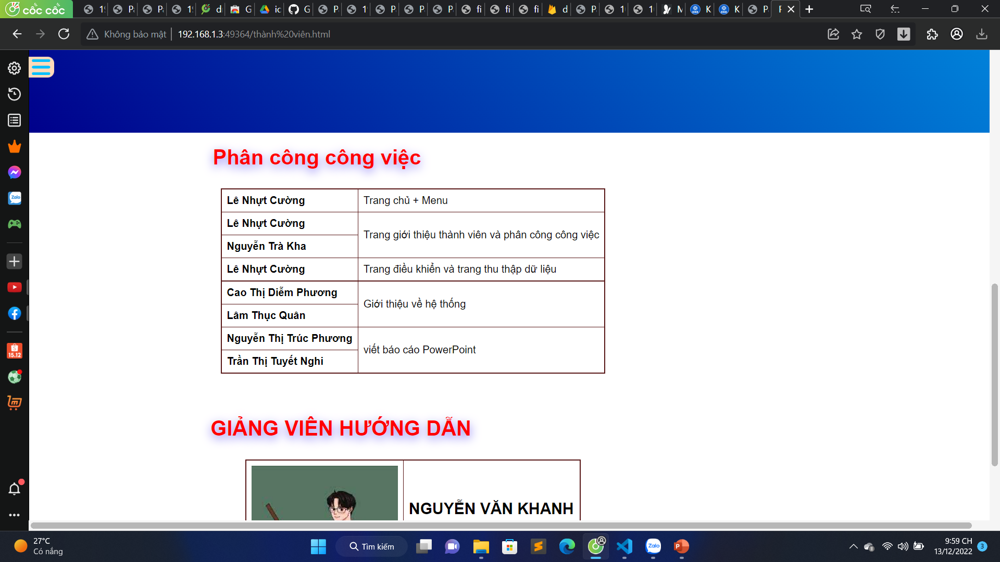 cốc cốc
Không bảo mật
192.168.1.3:49364/thành%20viên.html
Phân công công việc
Lê Nhựt Cường Trang chủ + Menu
Lê Nhựt Cường
Trang giới thiệu thành viên và phân công công việc
Nguyễn Trà Kha
Lê Nhựt Cường Trang điều khiển và trang thu thập dữ liệu
Cao Thị Diễm Phương
Giới thiệu về hệ thống
Lâm Thục Quân
Nguyễn Thị Trúc Phương
viết báo cáo PowerPoint
Trần Thị Tuyết Nghi
GIẢNG VIÊN HƯỚNG DẪN
NGUYỄN VĂN KHANH
Zalo
15.12
27°C
Có nắng
Tìm kiếm
Zalo
9:59 CH
13/12/2022
3